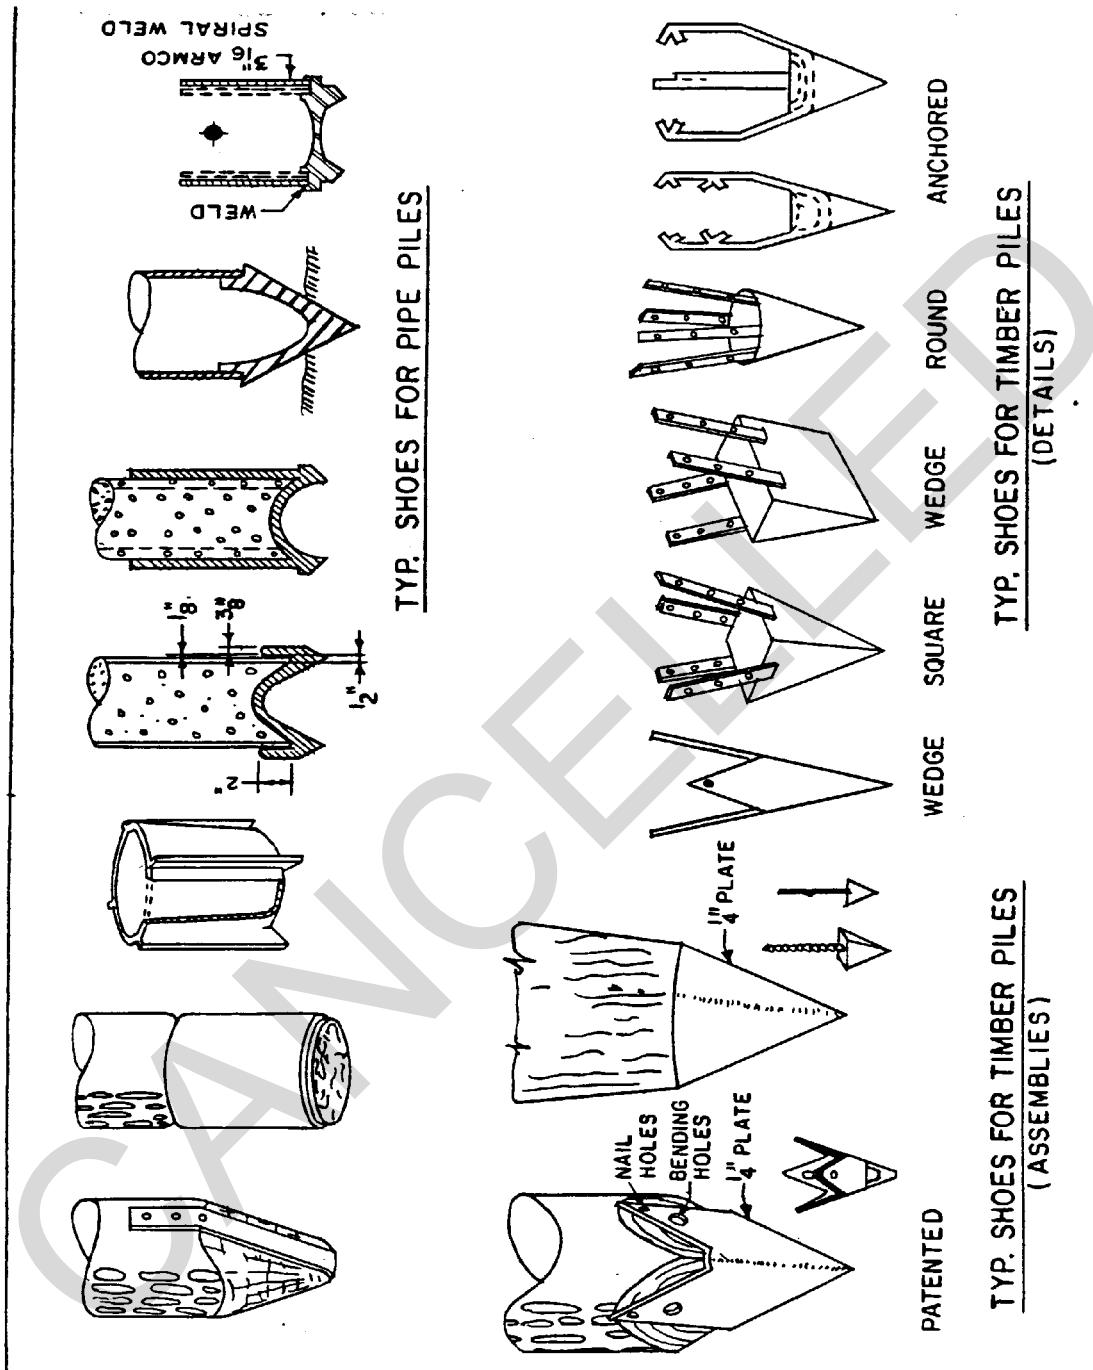 3" ARMCO
16
SPIRAL WELD
WELD
TYP. SHOES FOR PIPE PILES
1"
8
3"
8
1"
2
2"
ANCHORED
ROUND
WEDGE
SQUARE
WEDGE
TYP. SHOES FOR TIMBER PILES
(DETAILS)
1" PLATE
4
NAIL
HOLES
BENDING
HOLES
1" PLATE
4
PATENTED
TYP. SHOES FOR TIMBER PILES
(ASSEMBLIES)
CANCELLED